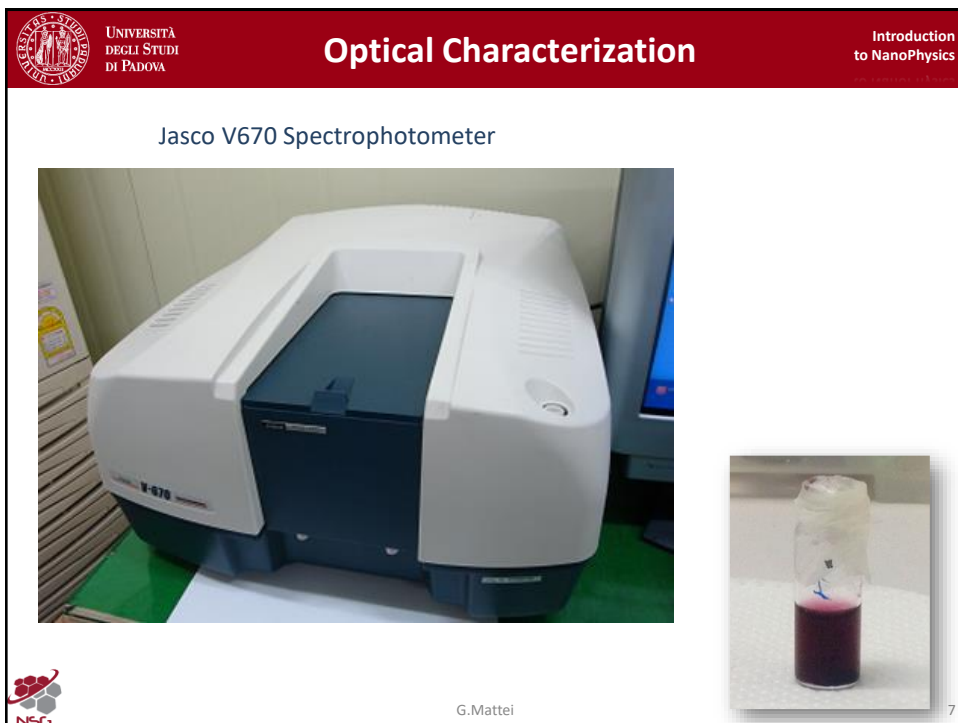 UNIVERSITÀ
DEGLI STUDI
DI PADOVA
Optical Characterization
Introduction
to NanoPhysics
Jasco V670 Spectrophotometer
V-670
G.Mattei
7